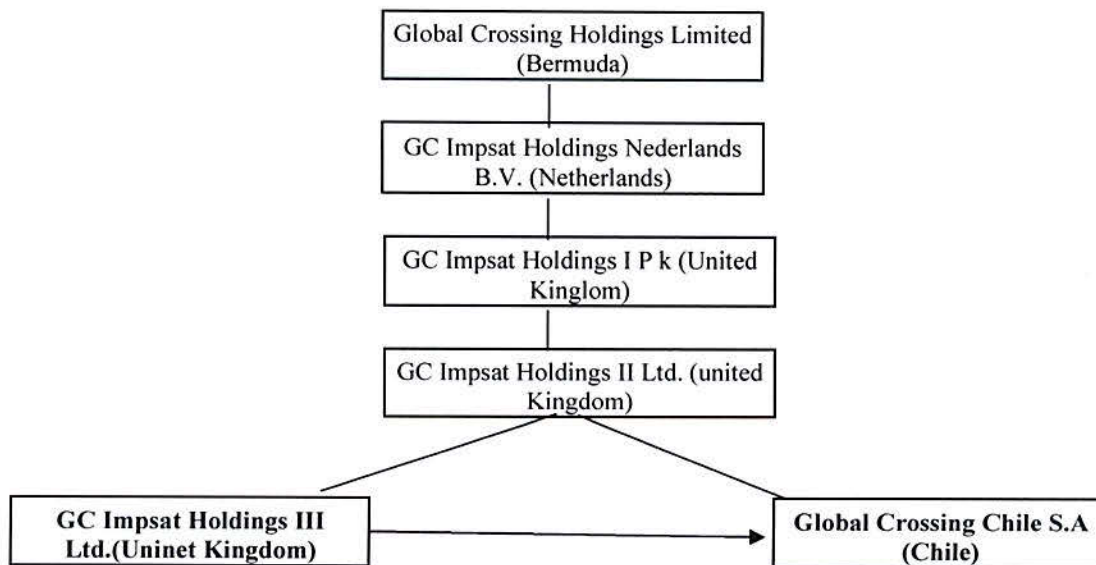 Global Crossing Holdings Limited
(Bermuda)
GC Impsat Holdings Nederlands
B.V. (Netherlands)
GC Impsat Holdings I P k (United
Kinglom)
GC Impsat Holdings II Ltd. (united
Kingdom)
GC Impsat Holdings III
Ltd.(Uninet Kingdom)
Global Crossing Chile S.A
(Chile)